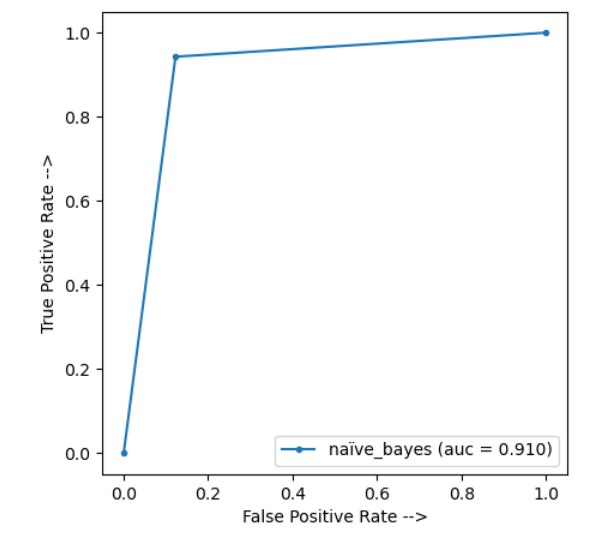 1.0
0.8
0.6
0.4
0.2
0.0
True Positive Rate -->
naïve_bayes (auc = 0.910)
0.0 0.2 0.4 0.6 0.8 1.0
False Positive Rate -->